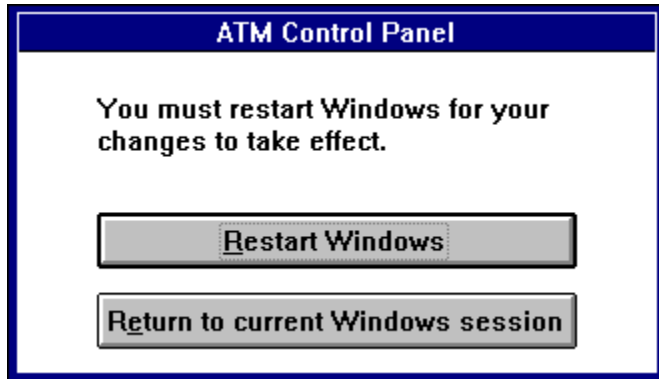 ATM Control Panel
You must restart Windows for your
changes to take effect.
Restart Windows
Return to current Windows session